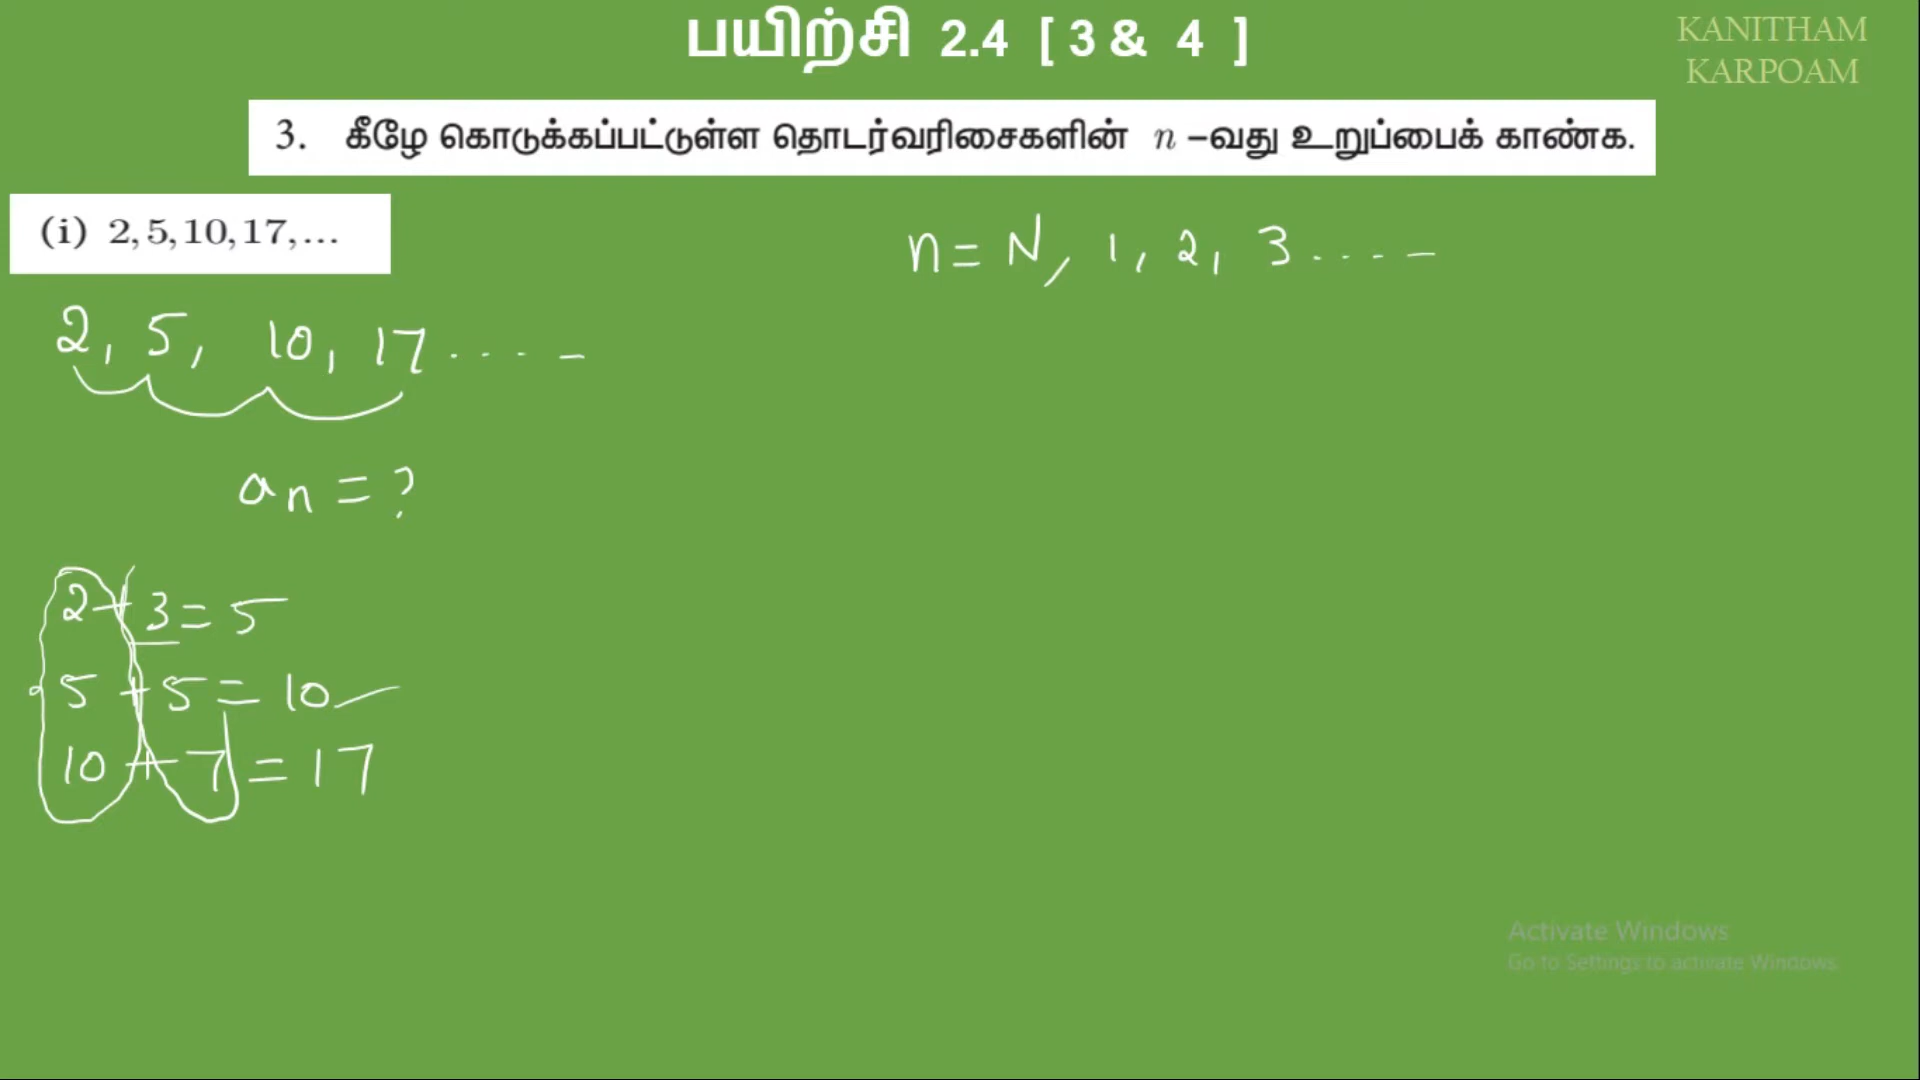 பயிற்சி 2.4 [ 3 & 4 ]
KANITHAM
KARPOAM
3. கீழே கொடுக்கப்பட்டுள்ள தொடர்வரிசைகளின் n –வது உறுப்பைக் காண்க.
(i) 2, 5, 10, 17, ...
n = N, 1, 2, 3 .... –
2, 5, 10, 17 .... –
an = ?
2 + 3 = 5
5 + 5 = 10
10 + 7 = 17
Activate Windows
Go to Settings to activate Windows.